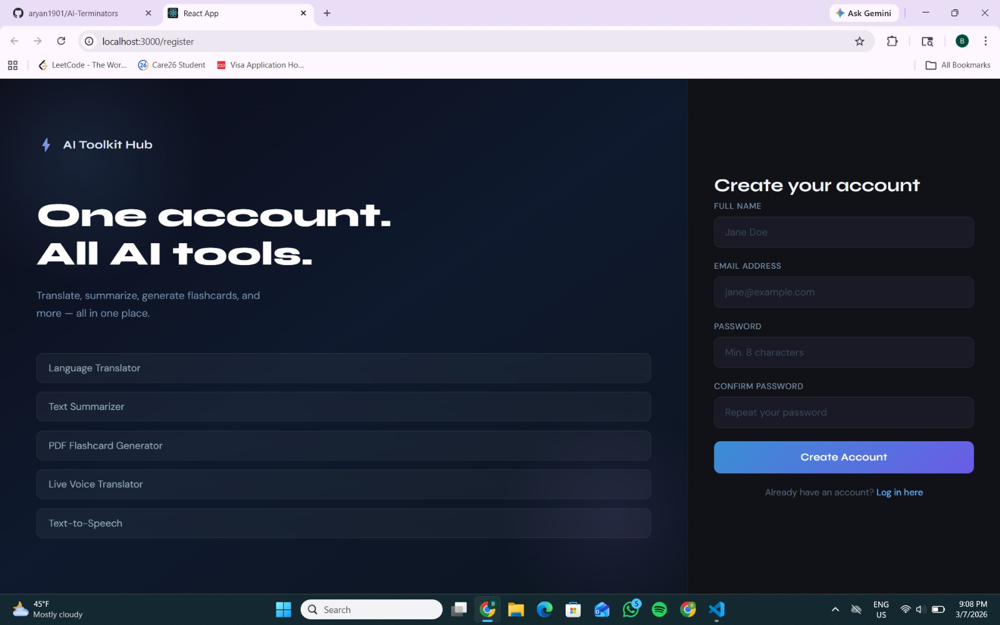 aryan1901/AI-Terminators
React App
Ask Gemini
localhost:3000/register
B
LeetCode - The Wor...
26
Care26 Student
CGI
Visa Application Ho...
All Bookmarks
AI Toolkit Hub
One account.
All AI tools.
Translate, summarize, generate flashcards, and
more — all in one place.
Language Translator
Text Summarizer
PDF Flashcard Generator
Live Voice Translator
Text-to-Speech
Create your account
FULL NAME
Jane Doe
EMAIL ADDRESS
jane@example.com
PASSWORD
Min. 8 characters
CONFIRM PASSWORD
Repeat your password
Create Account
Already have an account? Log in here
45°F
Mostly cloudy
Search
B
5
ENG
US
9:08 PM
3/7/2026